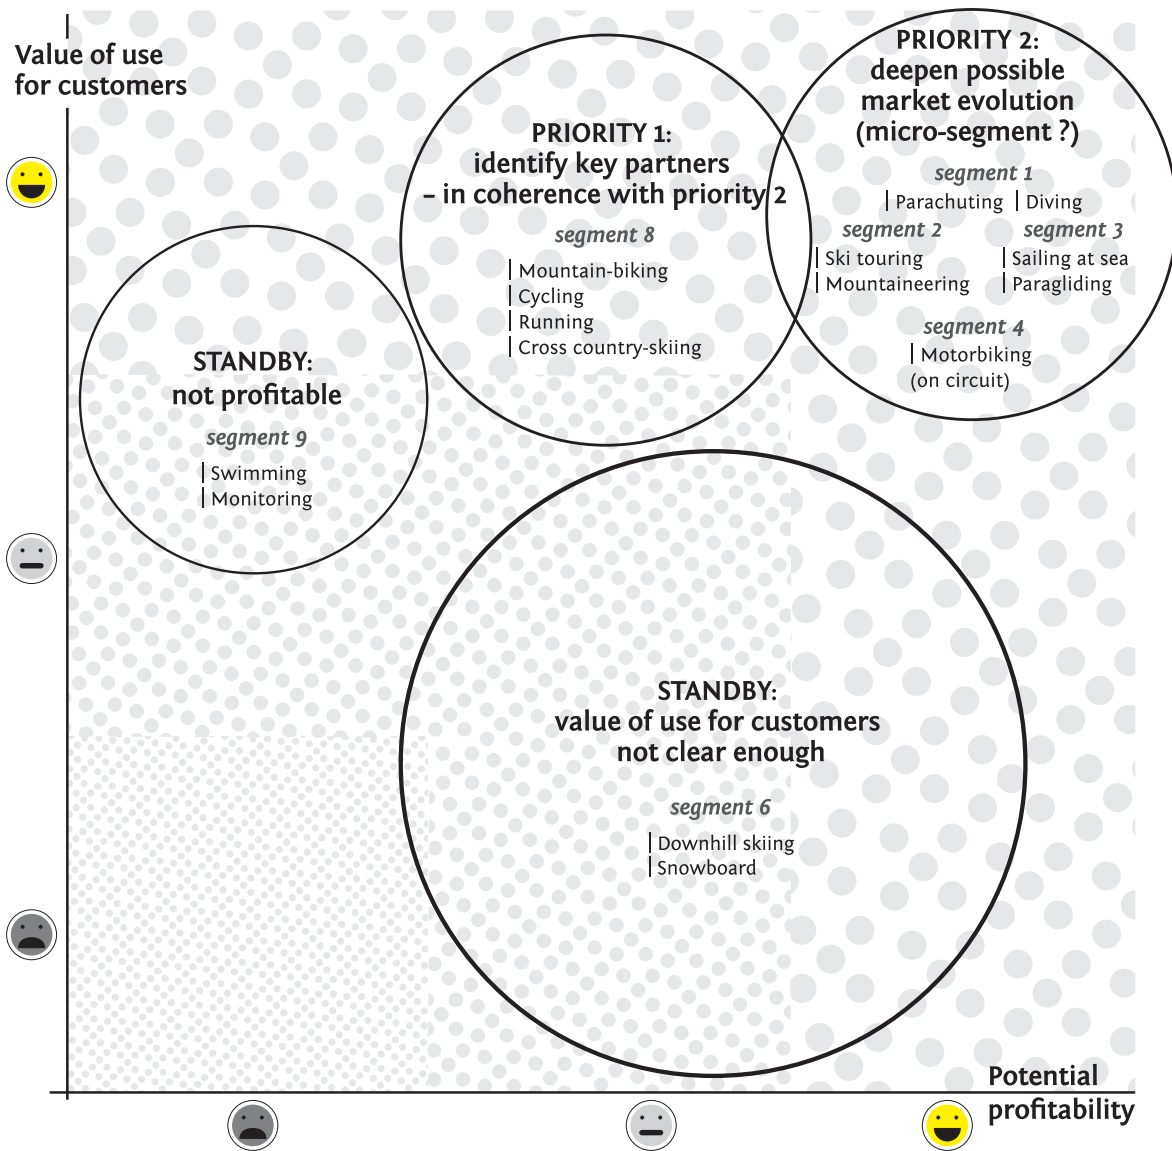 Value of use
for customers
PRIORITY 1:
identify key partners
– in coherence with priority 2
segment 8
Mountain-biking
Cycling
Running
Cross country-skiing
PRIORITY 2:
deepen possible
market evolution
(micro-segment ?)
segment 1
Parachuting
Diving
segment 2
Ski touring
Mountaineering
segment 3
Sailing at sea
Paragliding
segment 4
Motorbiking
(on circuit)
STANDBY:
not profitable
segment 9
Swimming
Monitoring
STANDBY:
value of use for customers
not clear enough
segment 6
Downhill skiing
Snowboard
Potential
profitability